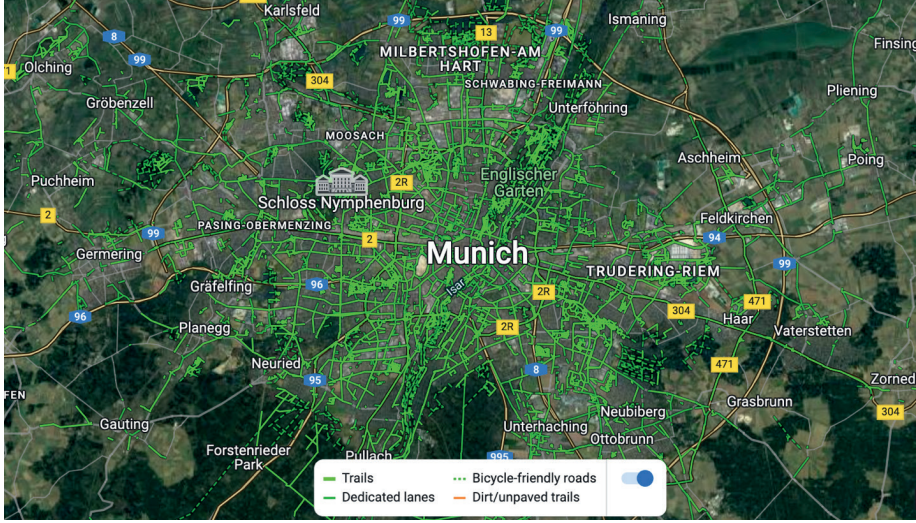 Karlsfeld
99
Ismaning
8
13
99
Finsing
99
MILBERTSHOFEN-AM
HART
71
Olching
304
SCHWABING-FREIMANN
Pliening
Gröbenzell
Unterföhring
MOOSACH
Aschheim
Poing
Englischer
Garten
Puchheim
2R
Schloss Nymphenburg
2
Feldkirchen
PASING-OBERMENZING
99
2
94
Germering
Munich
99
TRUDERING-RIEM
Gräfelfing
96
Isar
2R
471
96
304
Haar
Planegg
2R
Vaterstetten
Neuried
8
471
95
Zorned
FEN
Grasbrunn
304
Neubiberg
Gauting
Unterhaching
Ottobrunn
Forstenrieder
Park
Pullach
995
Trails
Bicycle-friendly roads
Dedicated lanes
Dirt/unpaved trails